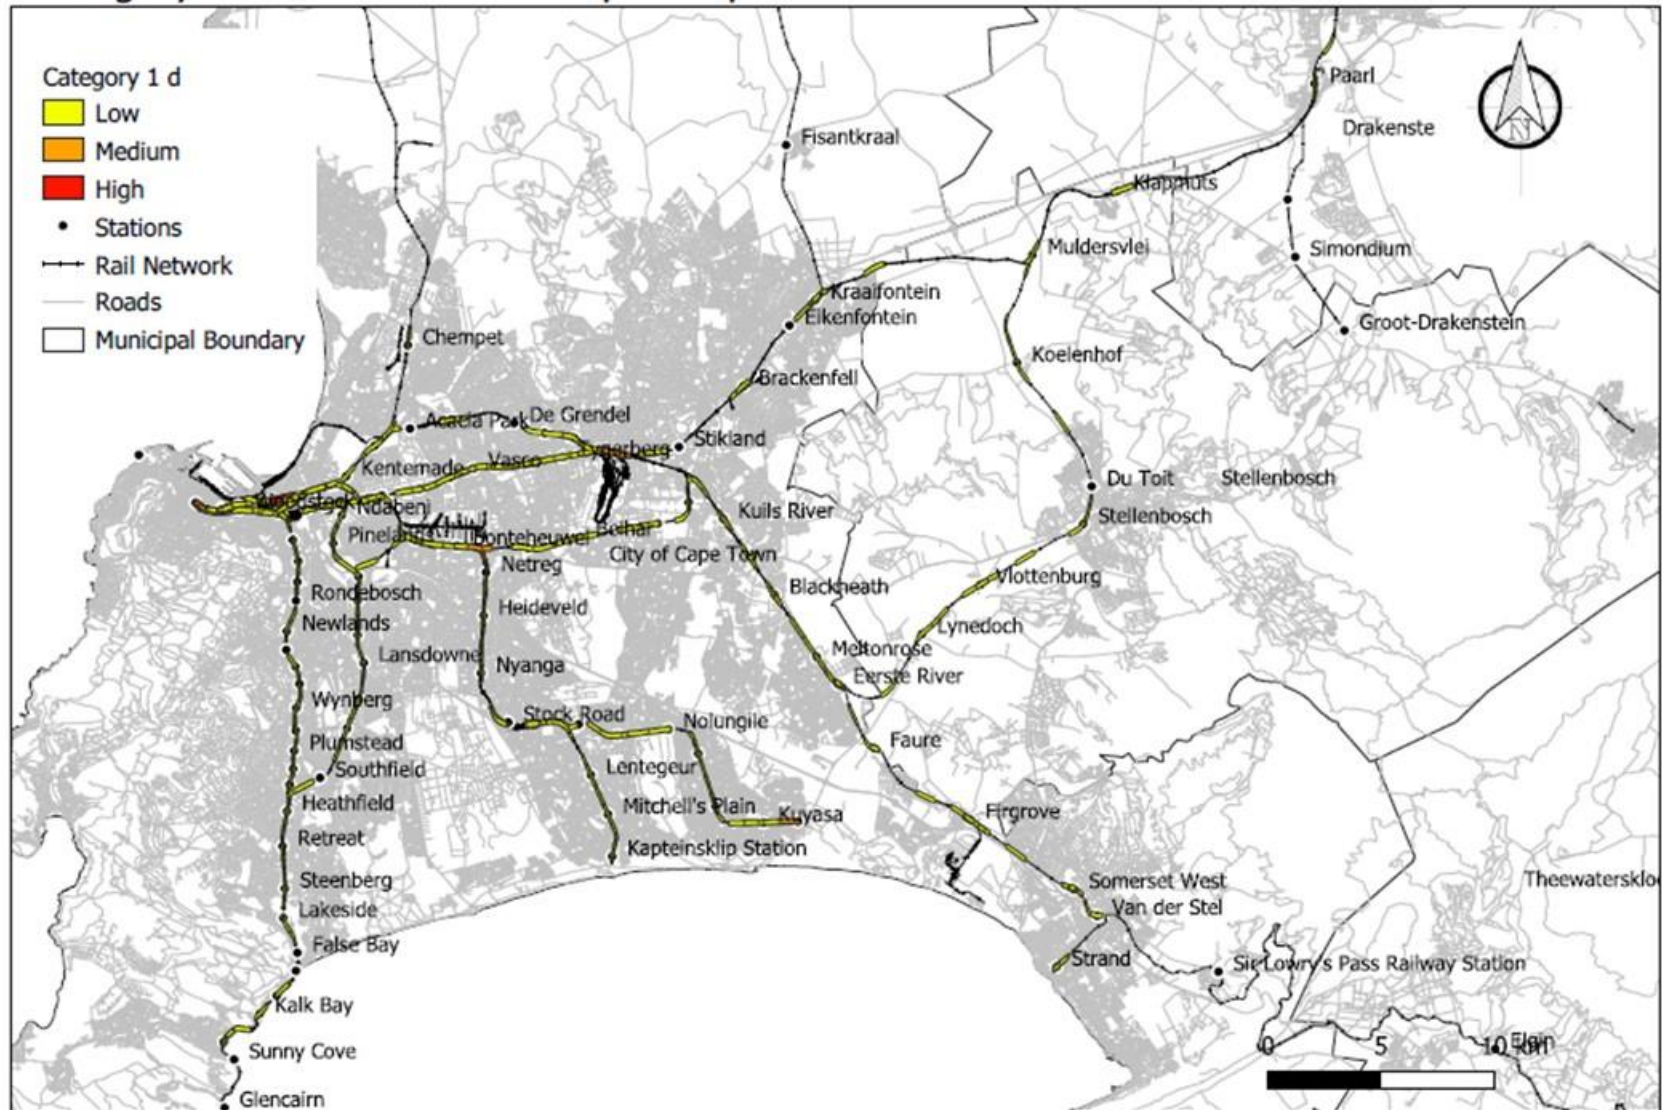 Category 1 d
Low
Medium
High
Stations
Rail Network
Roads
Municipal Boundary
N
Paarl
Drakenste
Fisantkraal
Klapmuts
Muldersvlei
Simondium
Kraaifontein
Eikenfontein
Groot-Drakenstein
Chempet
Koelenhof
Brackenfell
Acacia Park
De Grendel
Stikland
Kentemade
Vasco
Du Toit
Stellenbosch
Ndabeni
Kuils River
Stellenbosch
Pinelands
Bonteheuwel
Belhar
City of Cape Town
Netreg
Vlottenburg
Rondebosch
Heideveld
Blackheath
Newlands
Lynedoch
Lansdowne
Nyanga
Meltonrose
Eerste River
Wynberg
Stock Road
Nolungile
Plumstead
Faure
Southfield
Lentegeur
Heathfield
Mitchell's Plain
Kuyasa
Firgrove
Retreat
Kapteinsklip Station
Steenberg
Somerset West
Theewaterskloo
Lakeside
Van der Stel
False Bay
Strand
Sir Lowry's Pass Railway Station
Kalk Bay
Sunny Cove
0 5 10 km
Elgin
Glencairn